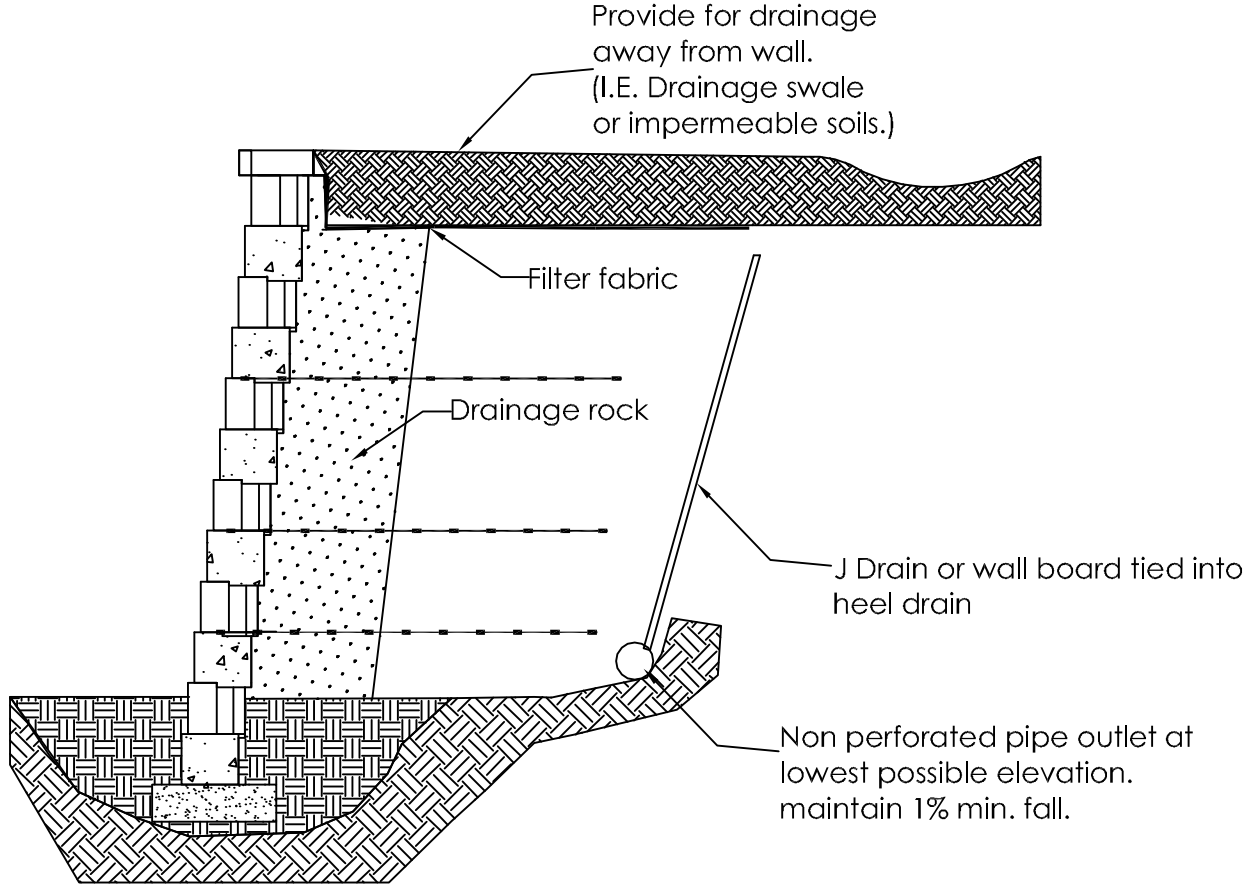 Provide for drainage
away from wall.
(I.E. Drainage swale
or impermeable soils.)
Filter fabric
Drainage rock
J Drain or wall board tied into
heel drain
Non perforated pipe outlet at
lowest possible elevation.
maintain 1% min. fall.